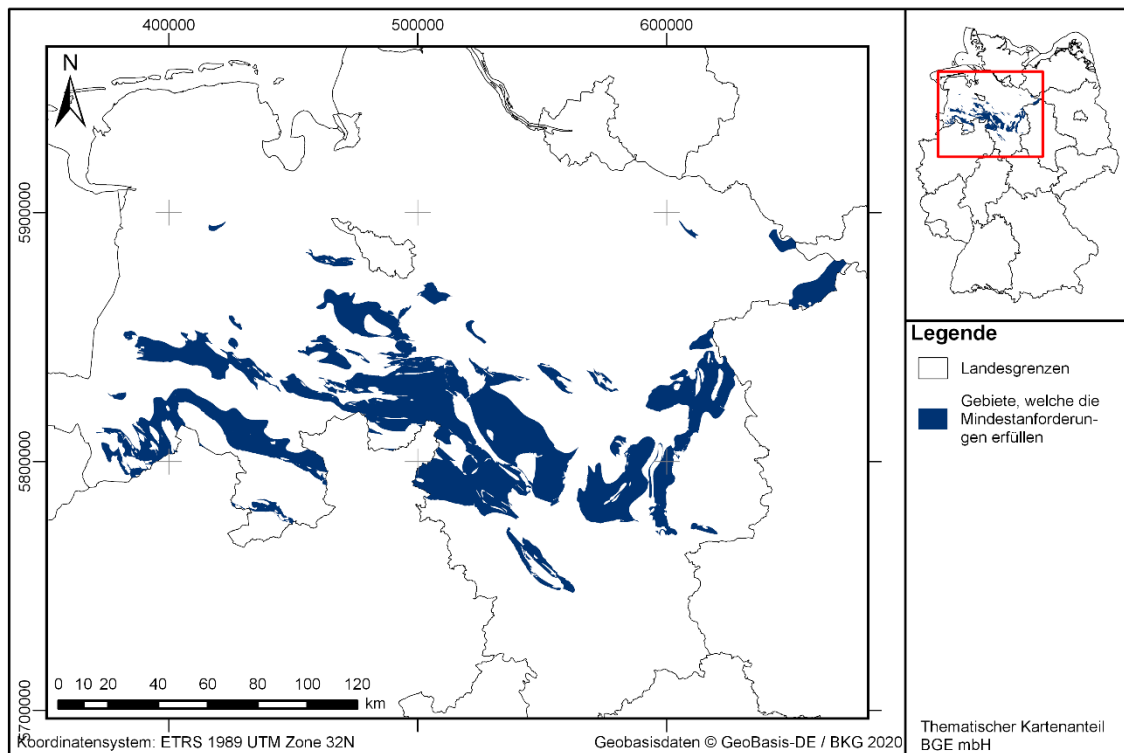 400000 500000 600000
N
5900000
5800000
5700000
0 10 20 40 60 80 100 120
km
Koordinatensystem: ETRS 1989 UTM Zone 32N
Geobasisdaten © GeoBasis-DE / BKG 2020
Legende
Landesgrenzen
Gebiete, welche die
Mindestanforderun-
gen erfüllen
Thematischer Kartenanteil
BGE mbH